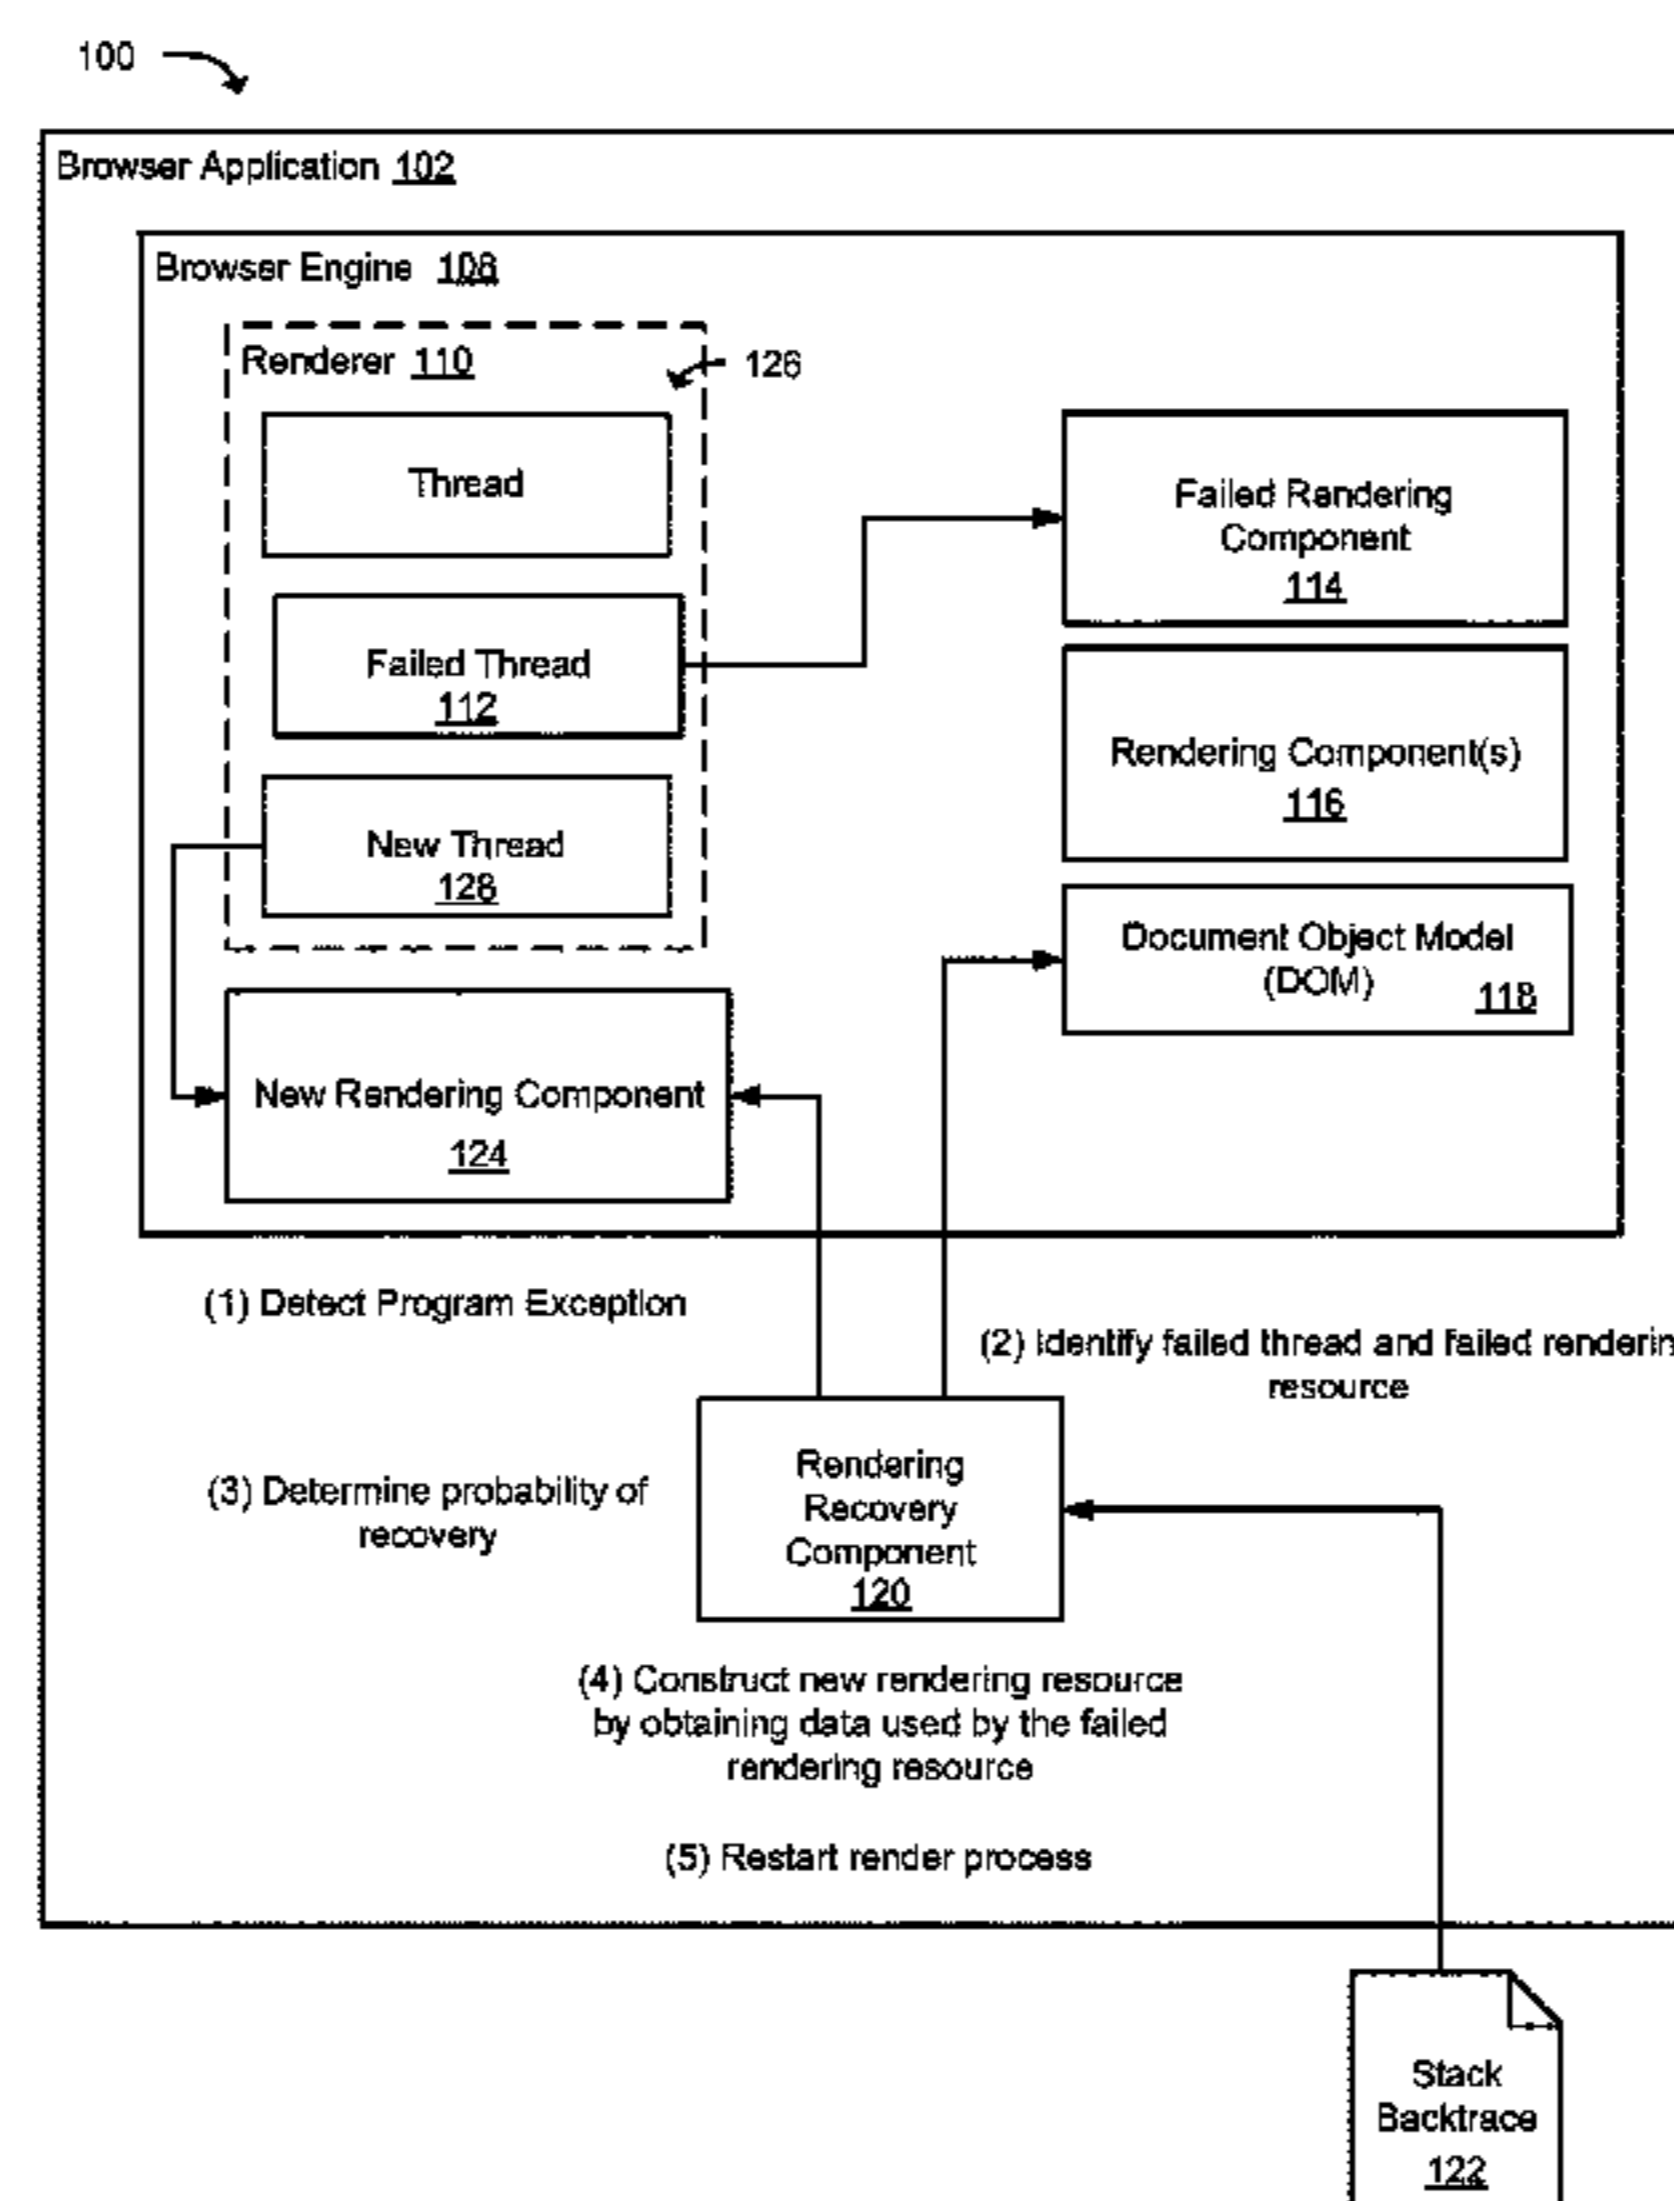 100
Browser Application 102
Browser Engine 108
Renderer 110
126
Thread
Failed Thread
112
New Thread
128
Failed Rendering
Component
114
Rendering Component(s)
116
Document Object Model
(DOM)
118
New Rendering Component
124
(1) Detect Program Exception
(2) Identify failed thread and failed renderin
resource
(3) Determine probability of
recovery
Rendering
Recovery
Component
120
(4) Construct new rendering resource
by obtaining data used by the failed
rendering resource
(5) Restart render process
Stack
Backtrace
122